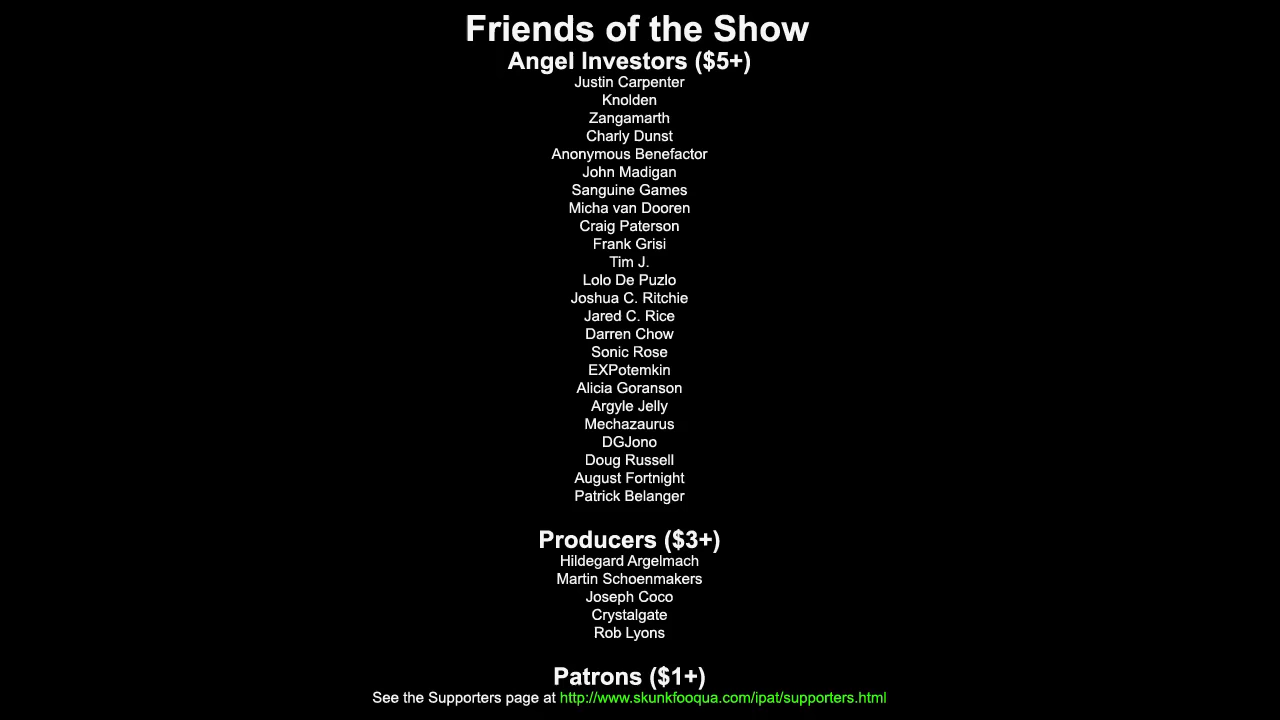 Friends of the Show
Angel Investors ($5+)
Justin Carpenter
Knolden
Zangamarth
Charly Dunst
Anonymous Benefactor
John Madigan
Sanguine Games
Micha van Dooren
Craig Paterson
Frank Grisi
Tim J.
Lolo De Puzlo
Joshua C. Ritchie
Jared C. Rice
Darren Chow
Sonic Rose
EXPotemkin
Alicia Goranson
Argyle Jelly
Mechazaurus
DGJono
Doug Russell
August Fortnight
Patrick Belanger
Producers ($3+)
Hildegard Argelmach
Martin Schoenmakers
Joseph Coco
Crystalgate
Rob Lyons
Patrons ($1+)
See the Supporters page at http://www.skunkfooqua.com/ipat/supporters.html